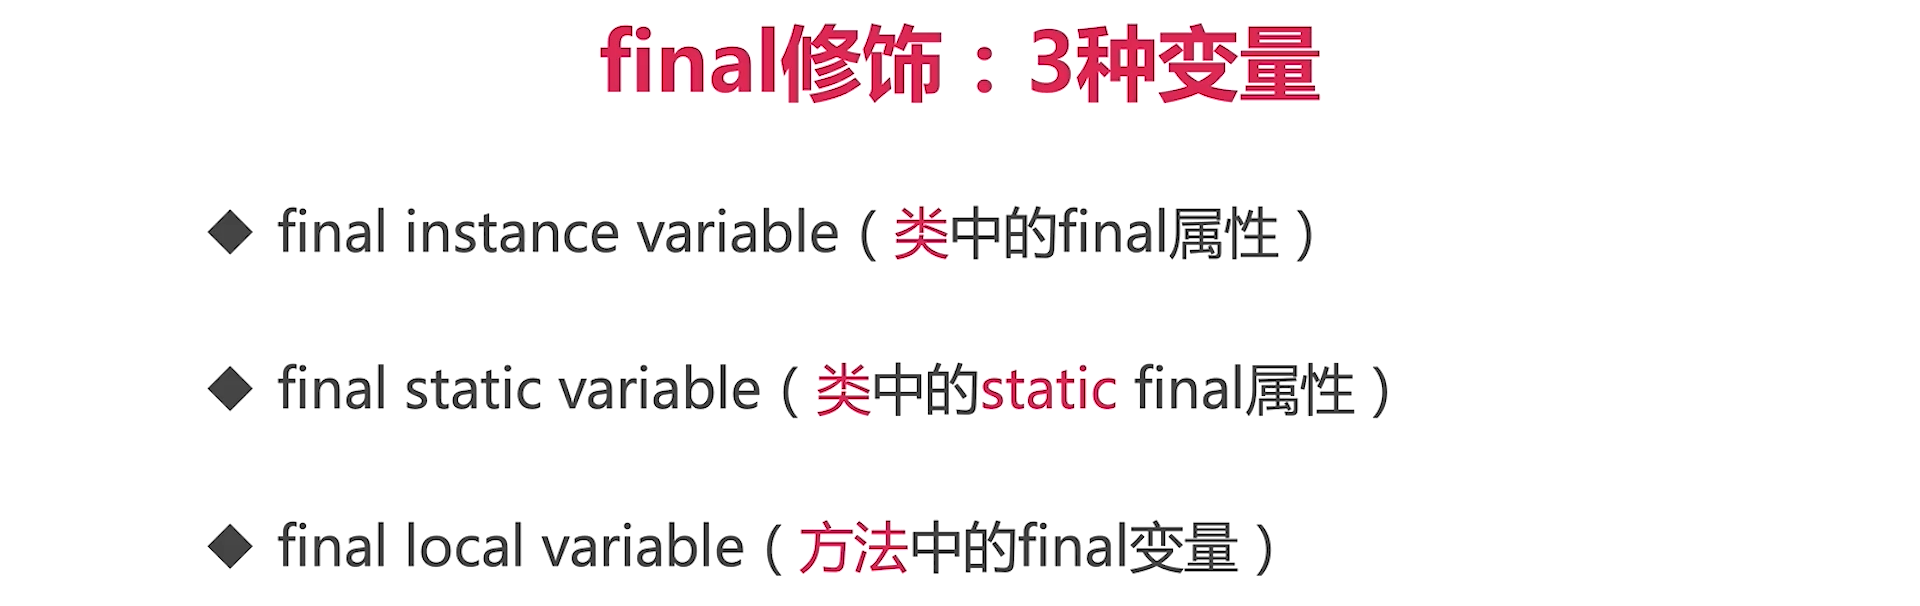 final修饰：3种变量
◆ final instance variable（类中的final属性）
◆ final static variable（类中的static final属性）
◆ final local variable（方法中的final变量）